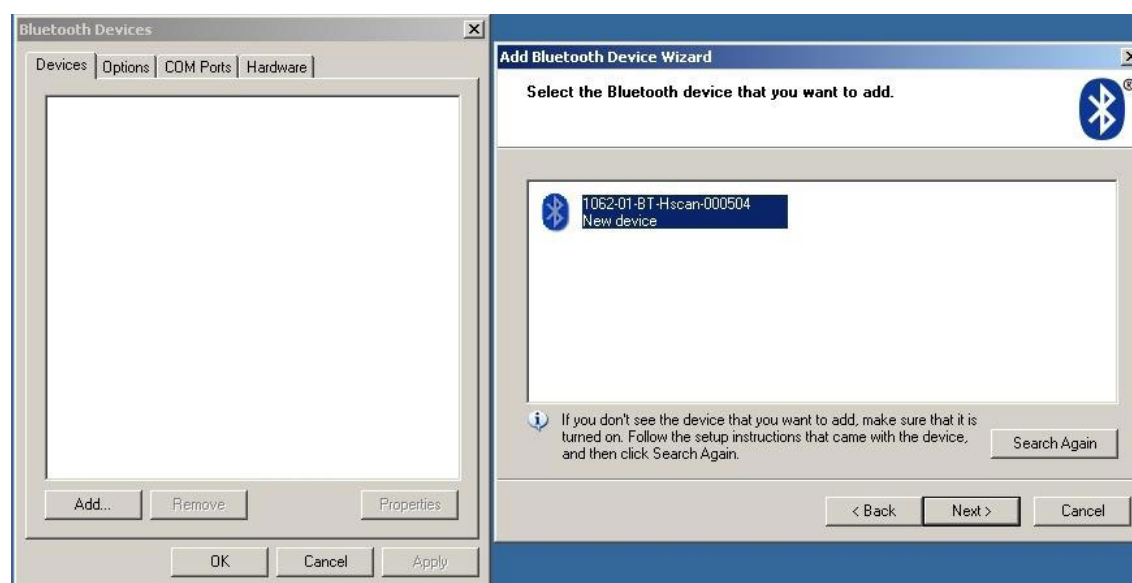 Bluetooth Devices
Devices
Options
COM Ports
Hardware
Add...
Remove
Properties
OK
Cancel
Apply
Add Bluetooth Device Wizard
Select the Bluetooth device that you want to add.
®
1062-01-BT-Hscan-000504
New device
If you don't see the device that you want to add, make sure that it is
turned on. Follow the setup instructions that came with the device,
and then click Search Again.
Search Again
< Back
Next >
Cancel